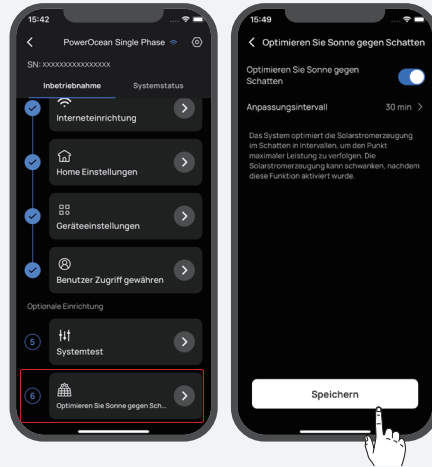 15:42
PowerOcean Single Phase
SN: xxxxxxxxxxxxxxx
Inbetriebnahme
Systemstatus
Interneteinrichtung
Home Einstellungen
Geräteeinstellungen
Benutzer Zugriff gewähren
Optionale Einrichtung
5
Systemtest
6
Optimieren Sie Sonne gegen Sch...
15:49
Optimieren Sie Sonne gegen Schatten
Optimieren Sie Sonne gegen
Schatten
Anpassungsintervall
30 min
Das System optimiert die Solarstromerzeugung
im Schatten in Intervallen, um den Punkt
maximaler Leistung zu verfolgen. Die
Solarstromerzeugung kann schwanken, nachdem
diese Funktion aktiviert wurde.
Speichern